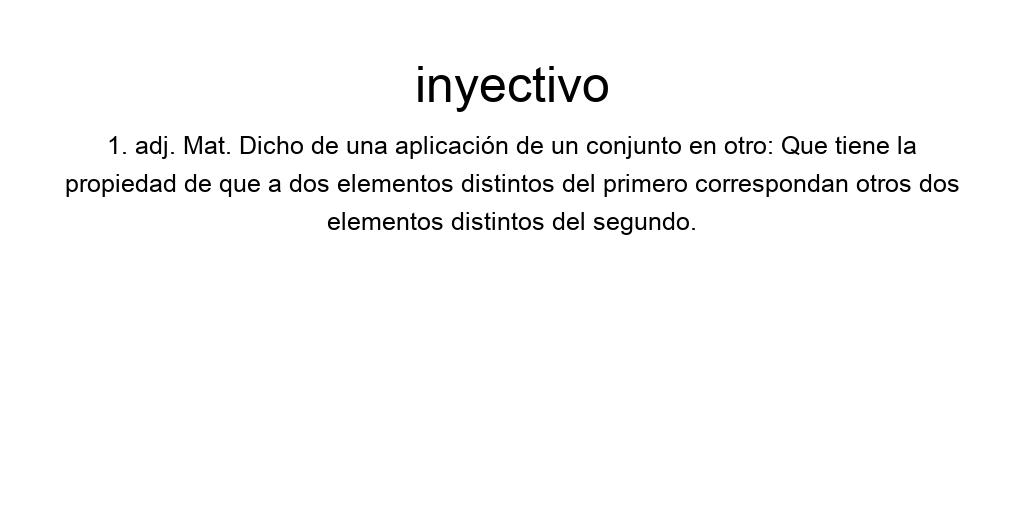 inyectivo
1. adj. Mat. Dicho de una aplicación de un conjunto en otro: Que tiene la
propiedad de que a dos elementos distintos del primero correspondan otros dos
elementos distintos del segundo.